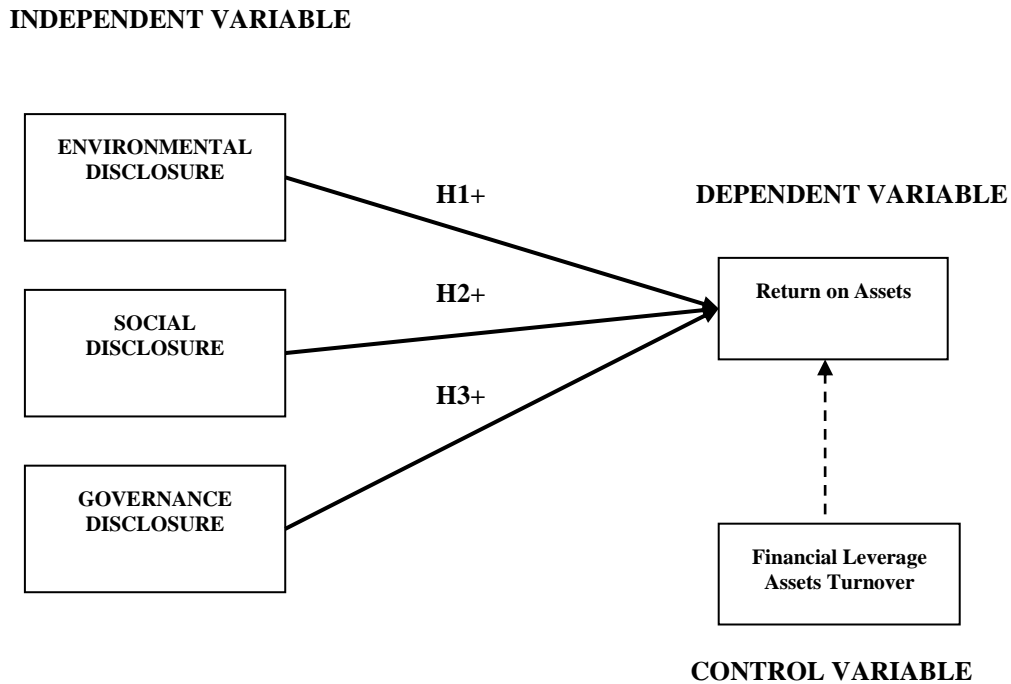 INDEPENDENT VARIABLE
ENVIRONMENTAL
DISCLOSURE
H1+
DEPENDENT VARIABLE
Return on Assets
H2+
SOCIAL
DISCLOSURE
H3+
GOVERNANCE
DISCLOSURE
Financial Leverage
Assets Turnover
CONTROL VARIABLE